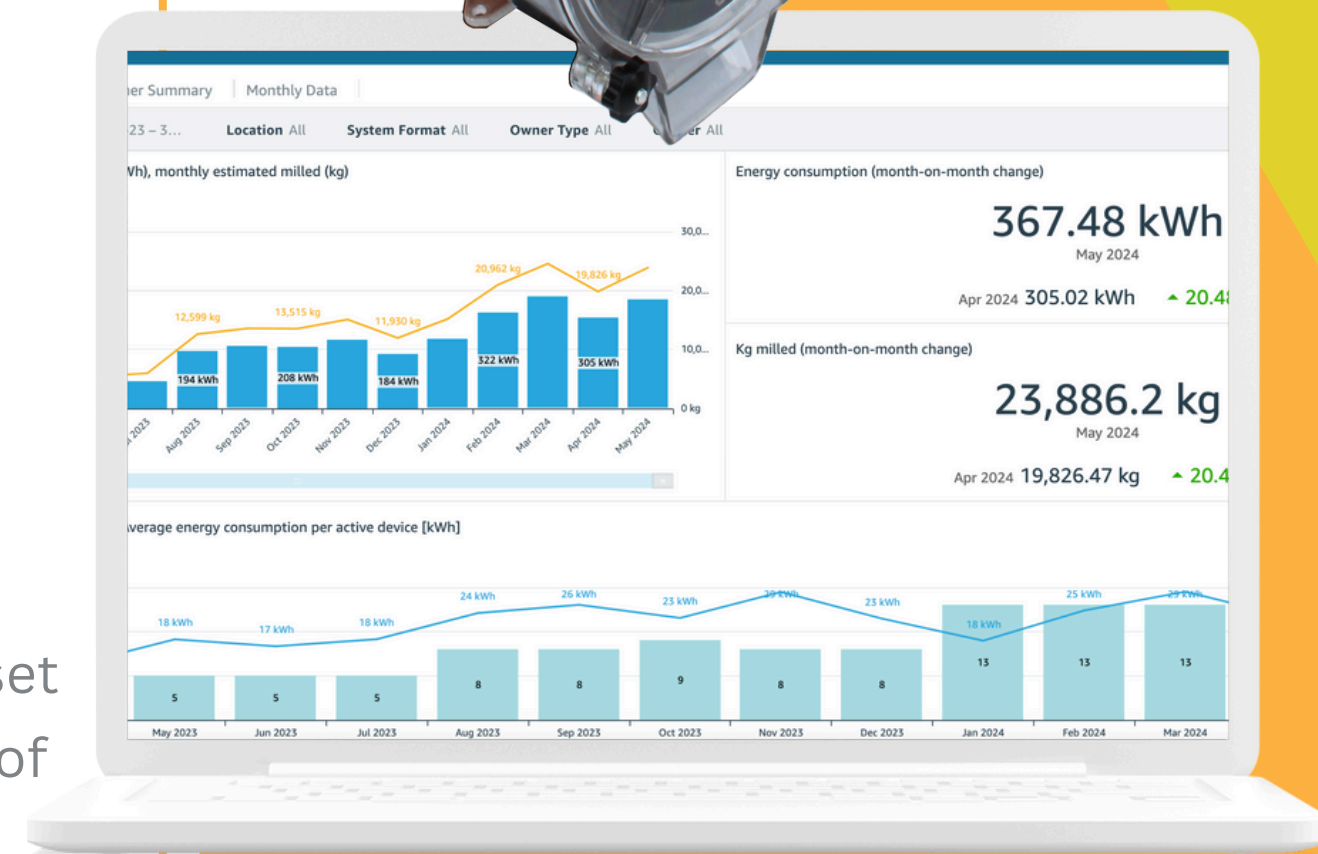 er Summary
Monthly Data
23 – 3...
Location All
System Format All
Owner Type All
er All
Wh), monthly estimated milled (kg)
30,0...
20,0...
10,0...
0 kg
12,599 kg
13,515 kg
11,930 kg
20,962 kg
19,826 kg
194 kWh
208 kWh
184 kWh
322 kWh
305 kWh
2023
Aug 2023
Sep 2023
Oct 2023
Nov 2023
Dec 2023
Jan 2024
Feb 2024
Mar 2024
Apr 2024
May 2024
Energy consumption (month-on-month change)
367.48 kWh
May 2024
Apr 2024 305.02 kWh
20.48
Kg milled (month-on-month change)
23,886.2 kg
May 2024
Apr 2024 19,826.47 kg
20.4
verage energy consumption per active device [kWh]
18 kWh
17 kWh
18 kWh
24 kWh
26 kWh
23 kWh
29 kWh
23 kWh
18 kWh
25 kWh
29 kWh
5
5
5
8
8
9
8
8
13
13
13
May 2023
Jun 2023
Jul 2023
Aug 2023
Sep 2023
Oct 2023
Nov 2023
Dec 2023
Jan 2024
Feb 2024
Mar 2024
set
of